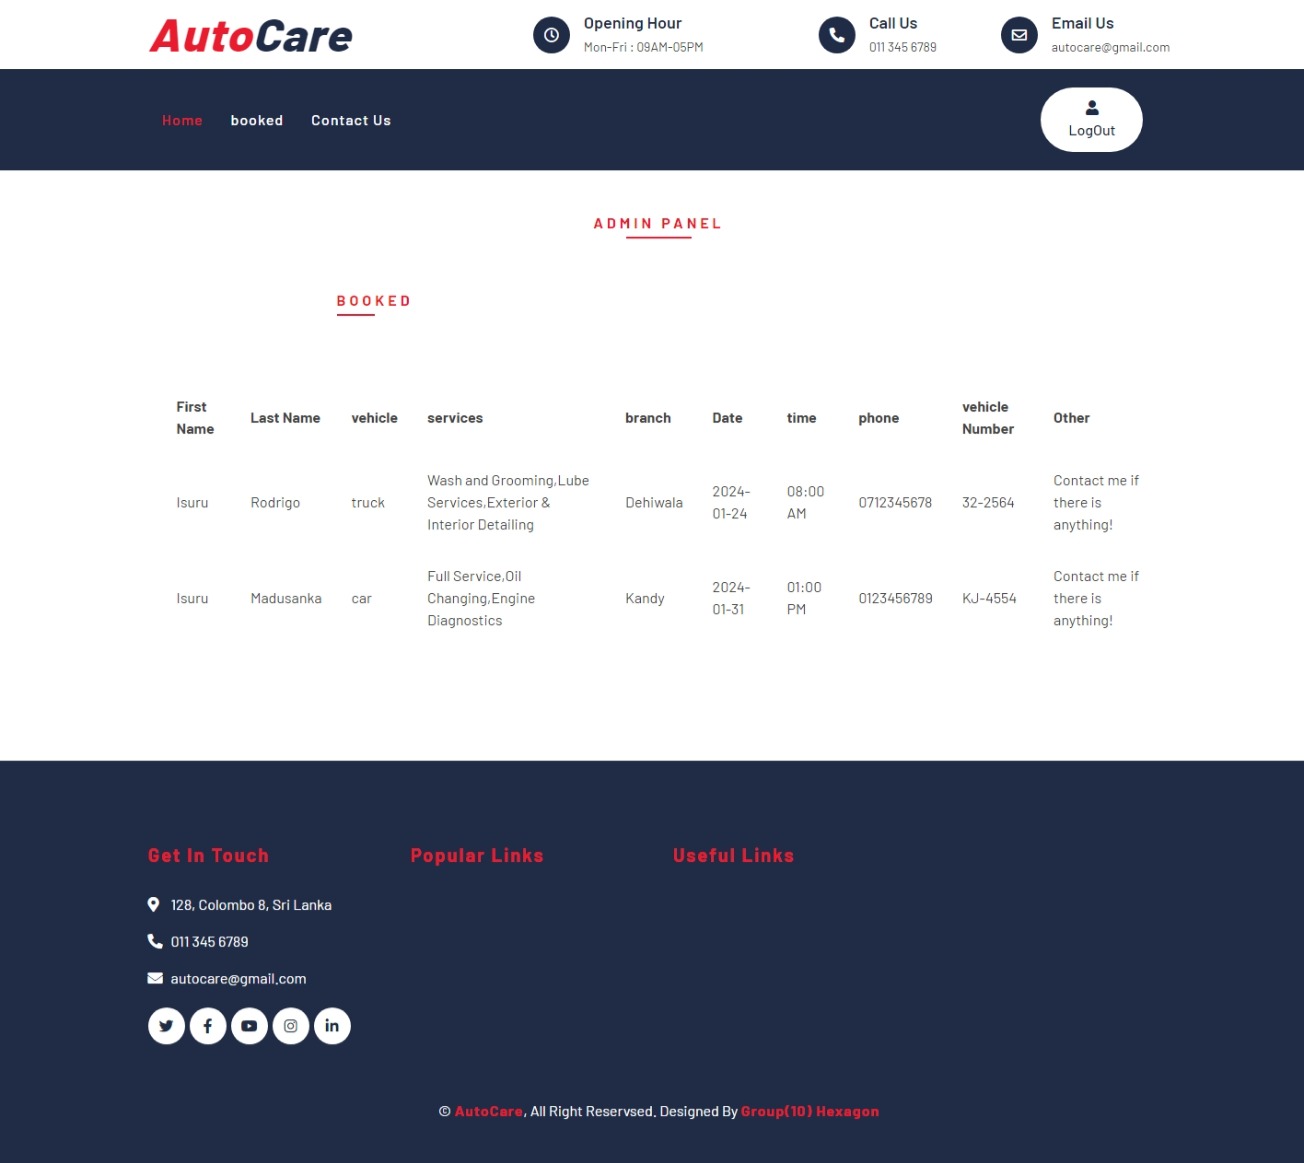 AutoCare
Opening Hour
Mon-Fri : 09AM-05PM
Call Us
011 345 6789
Email Us
autocare@gmail.com
Home booked Contact Us
LogOut
ADMIN PANEL
BOOKED
First
Name
Last Name
vehicle
services
branch
Date
time
phone
vehicle
Number
Other
Isuru
Rodrigo
truck
Wash and Grooming,Lube
Services,Exterior &
Interior Detailing
Dehiwala
2024-
01-24
08:00
AM
0712345678
32-2564
Contact me if
there is
anything!
Isuru
Madusanka
car
Full Service,Oil
Changing,Engine
Diagnostics
Kandy
2024-
01-31
01:00
PM
0123456789
KJ-4554
Contact me if
there is
anything!
Get In Touch
128, Colombo 8, Sri Lanka
011 345 6789
autocare@gmail.com
Popular Links
Useful Links
© AutoCare, All Right Reservsed. Designed By Group(10) Hexagon